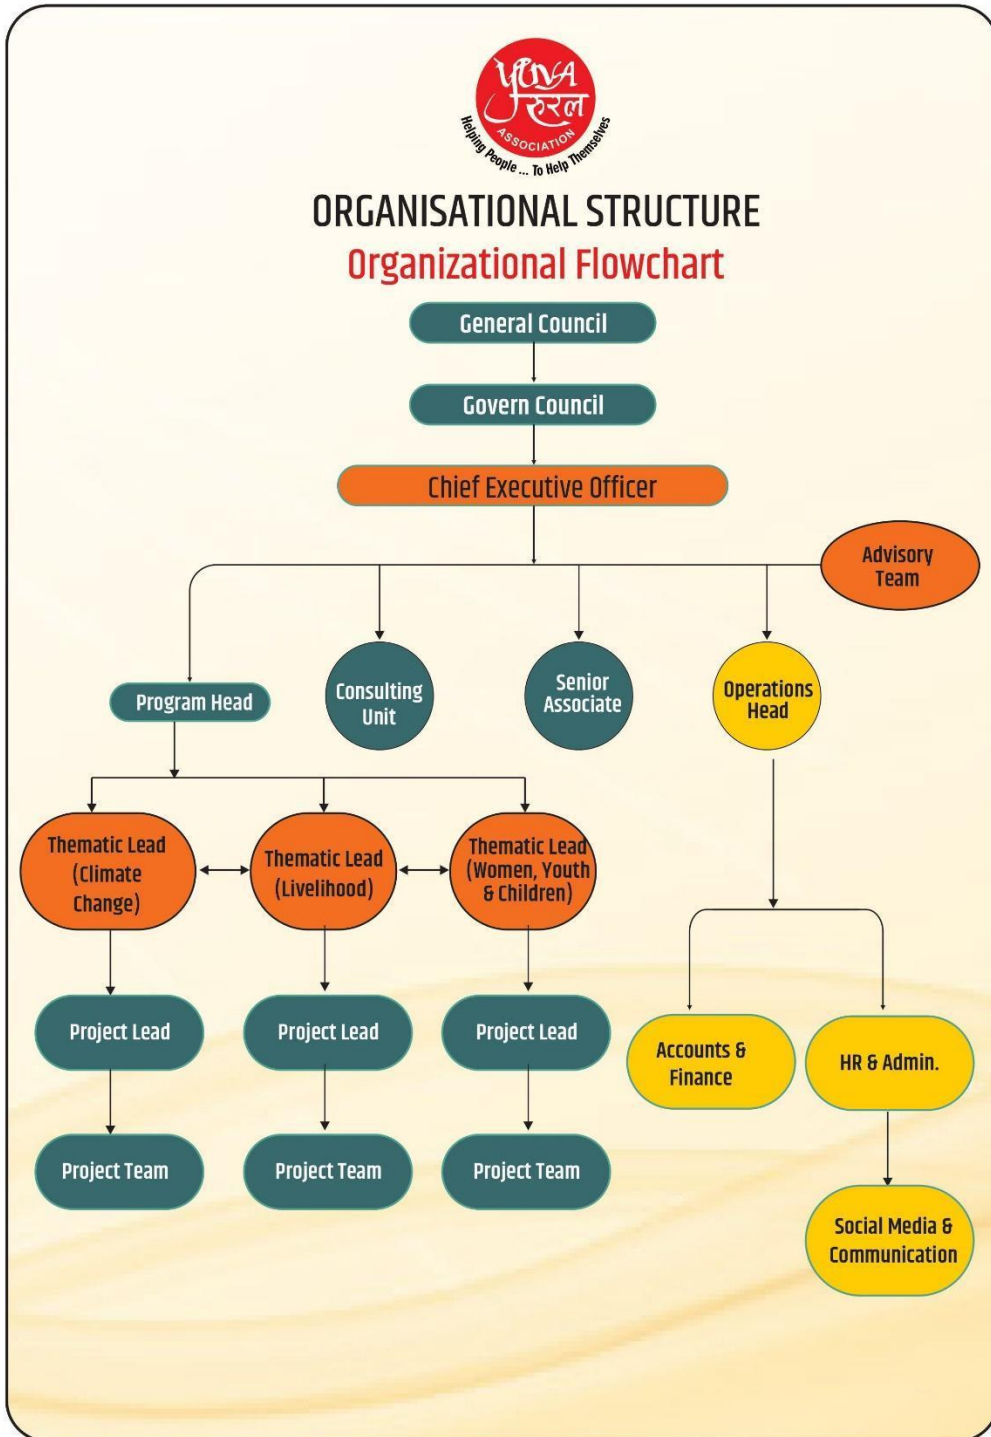 YUVA
रुरल
ASSOCIATION
Helping People ... To Help Themselves
ORGANISATIONAL STRUCTURE
Organizational Flowchart
General Council
Govern Council
Chief Executive Officer
Advisory
Team
Program Head
Consulting
Unit
Senior
Associate
Operations
Head
Thematic Lead
(Climate
Change)
Thematic Lead
(Livelihood)
Thematic Lead
(Women, Youth
& Children)
Project Lead
Project Lead
Project Lead
Accounts &
Finance
HR & Admin.
Project Team
Project Team
Project Team
Social Media &
Communication